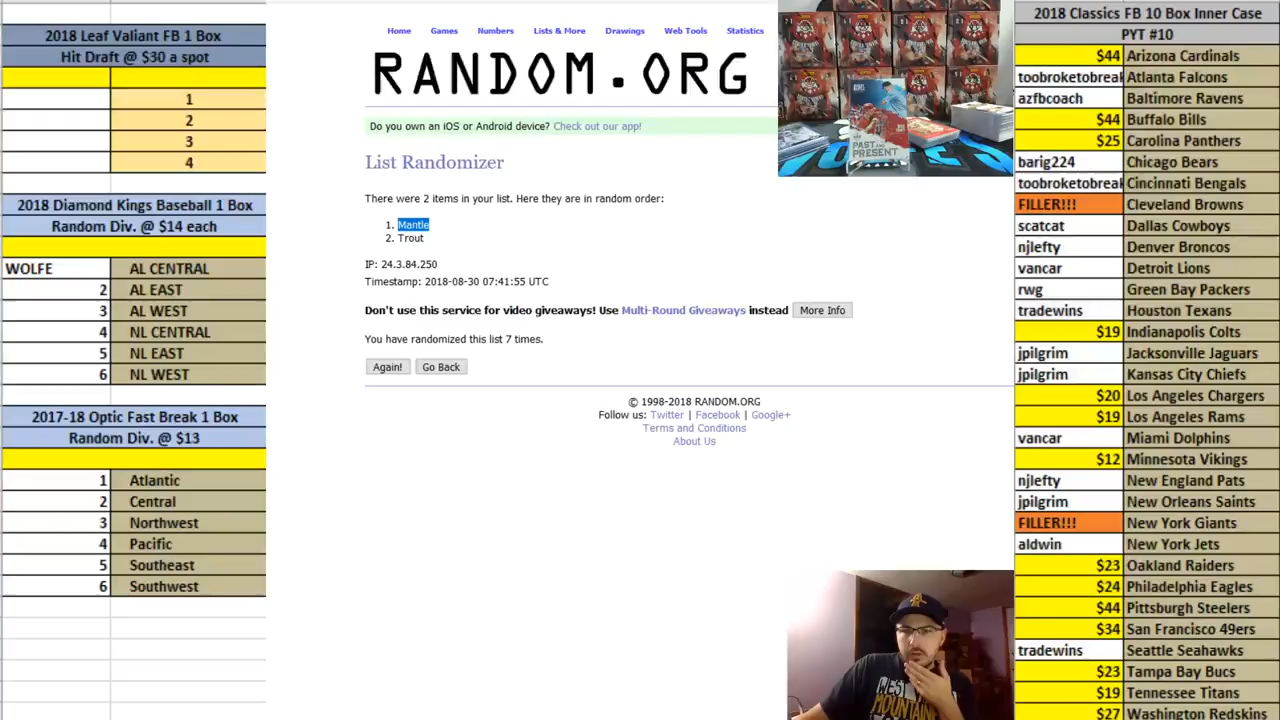 2018 Leaf Valiant FB 1 Box
Hit Draft @ $30 a spot
1
2
3
4
2018 Diamond Kings Baseball 1 Box
Random Div. @ $14 each
WOLFE AL CENTRAL
2 AL EAST
3 AL WEST
4 NL CENTRAL
5 NL EAST
6 NL WEST
2017-18 Optic Fast Break 1 Box
Random Div. @ $13
1 Atlantic
2 Central
3 Northwest
4 Pacific
5 Southeast
6 Southwest
Home Games Numbers Lists & More Drawings Web Tools Statistics
RANDOM.ORG
Do you own an iOS or Android device? Check out our app!
List Randomizer
There were 2 items in your list. Here they are in random order:
1. Mantle
2. Trout
IP: 24.3.84.250
Timestamp: 2018-08-30 07:41:55 UTC
Don't use this service for video giveaways! Use Multi-Round Giveaways instead More Info
You have randomized this list 7 times.
Again! Go Back
© 1998-2018 RANDOM.ORG
Follow us: Twitter | Facebook | Google+
Terms and Conditions
About Us
PAST AND
PRESENT
WEST
MOUNTAINE
2018 Classics FB 10 Box Inner Case
PYT #10
$44 Arizona Cardinals
toobroketobreak Atlanta Falcons
azfbcoach Baltimore Ravens
$44 Buffalo Bills
$25 Carolina Panthers
barig224 Chicago Bears
toobroketobreak Cincinnati Bengals
FILLER!!! Cleveland Browns
scatcat Dallas Cowboys
njlefty Denver Broncos
vancar Detroit Lions
rwg Green Bay Packers
tradewins Houston Texans
$19 Indianapolis Colts
jpilgrim Jacksonville Jaguars
jpilgrim Kansas City Chiefs
$20 Los Angeles Chargers
$19 Los Angeles Rams
vancar Miami Dolphins
$12 Minnesota Vikings
njlefty New England Pats
jpilgrim New Orleans Saints
FILLER!!! New York Giants
aldwin New York Jets
$23 Oakland Raiders
$24 Philadelphia Eagles
$44 Pittsburgh Steelers
$34 San Francisco 49ers
tradewins Seattle Seahawks
$23 Tampa Bay Bucs
$19 Tennessee Titans
$27 Washington Redskins